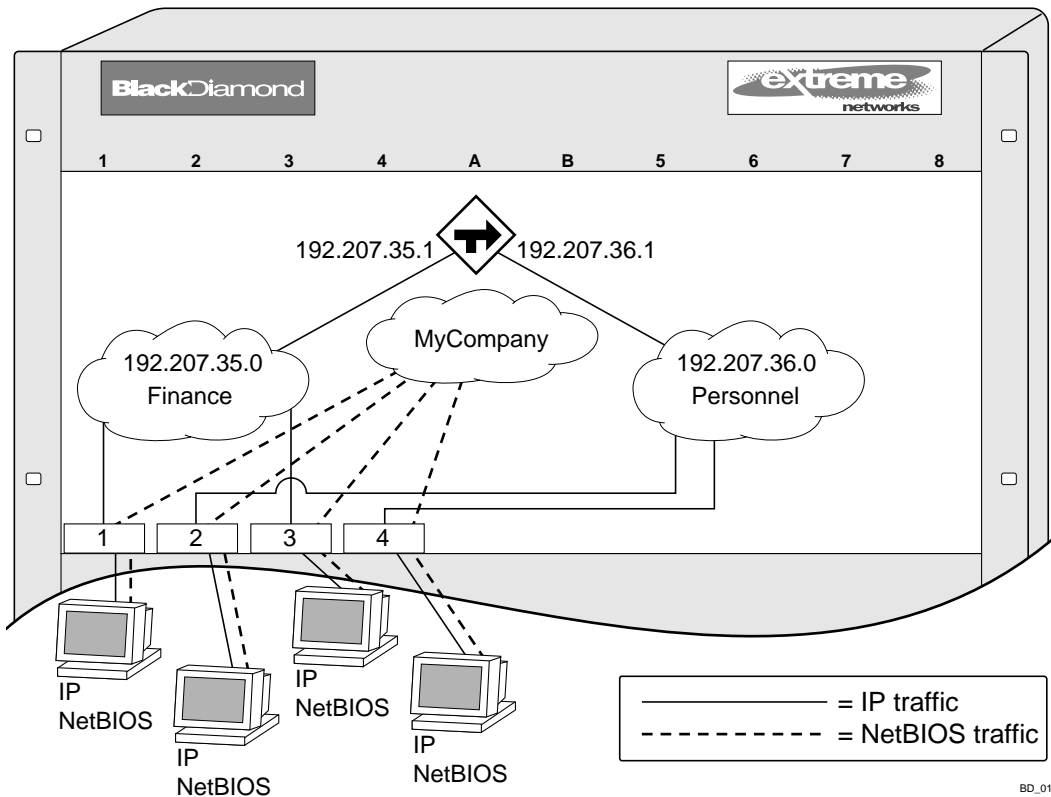 BlackDiamond
extreme
networks
1 2 3 4 A B 5 6 7 8
192.207.35.1 192.207.36.1
MyCompany
192.207.35.0
Finance
192.207.36.0
Personnel
1 2 3 4
IP
NetBIOS
IP
NetBIOS
IP
NetBIOS
IP
NetBIOS
= IP traffic
= NetBIOS traffic
BD_01